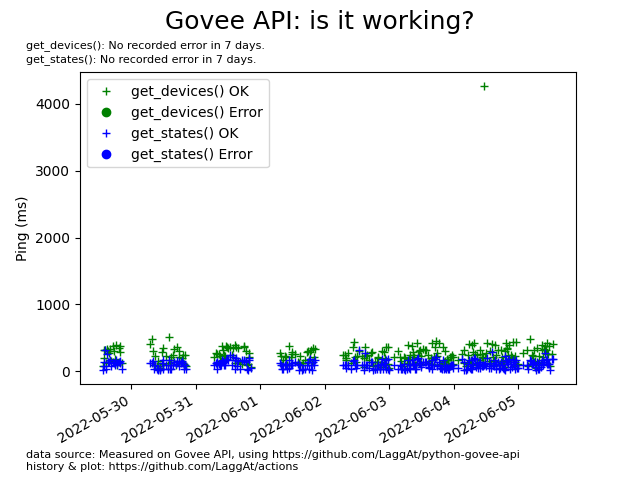 Govee API: is it working?
get_devices(): No recorded error in 7 days.
get_states(): No recorded error in 7 days.
get_devices() OK
get_devices() Error
get_states() OK
get_states() Error
Ping (ms)
4000
3000
2000
1000
0
2022-05-30
2022-05-31
2022-06-01
2022-06-02
2022-06-03
2022-06-04
2022-06-05
data source: Measured on Govee API, using https://github.com/LaggAt/python-govee-api
history & plot: https://github.com/LaggAt/actions